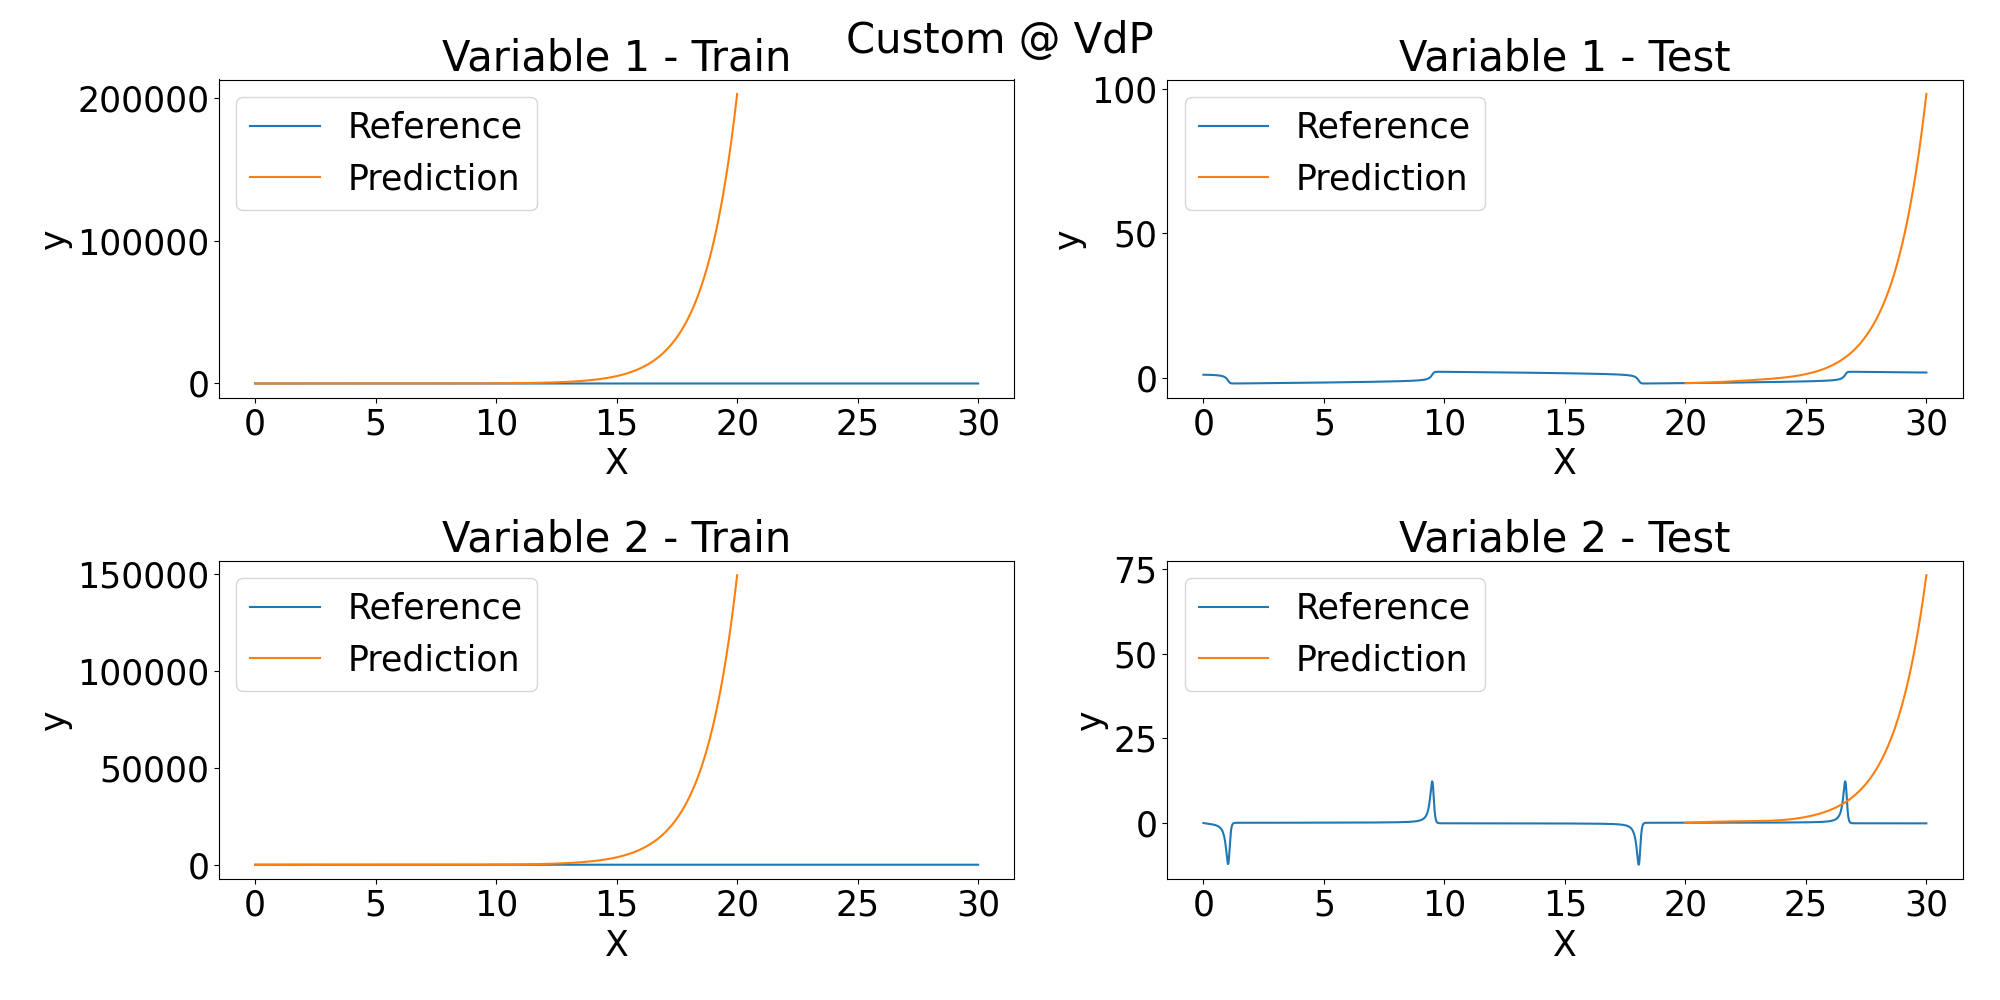 Custom @ VdP
Variable 1 - Train
200000
100000
0
y
Reference
Prediction
0 5 10 15 20 25 30
X
Variable 1 - Test
100
50
0
y
Reference
Prediction
0 5 10 15 20 25 30
X
Variable 2 - Train
150000
100000
50000
0
y
Reference
Prediction
0 5 10 15 20 25 30
X
Variable 2 - Test
75
50
25
0
y
Reference
Prediction
0 5 10 15 20 25 30
X